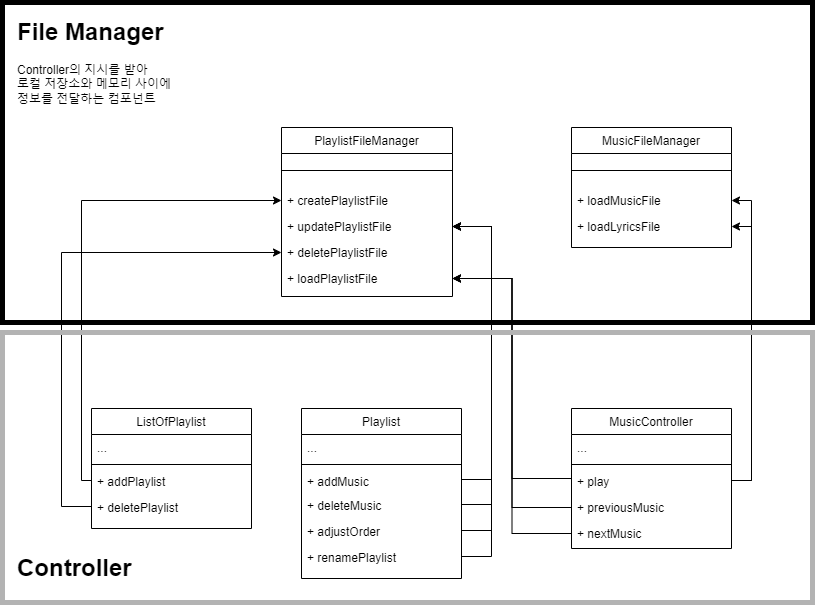 File Manager
Controller의 지시를 받아
로컬 저장소와 메모리 사이에
정보를 전달하는 컴포넌트
PlaylistFileManager
+ createPlaylistFile
+ updatePlaylistFile
+ deletePlaylistFile
+ loadPlaylistFile
MusicFileManager
+ loadMusicFile
+ loadLyricsFile
ListOfPlaylist
...
+ addPlaylist
+ deletePlaylist
Playlist
...
+ addMusic
+ deleteMusic
+ adjustOrder
+ renamePlaylist
MusicController
...
+ play
+ previousMusic
+ nextMusic
Controller